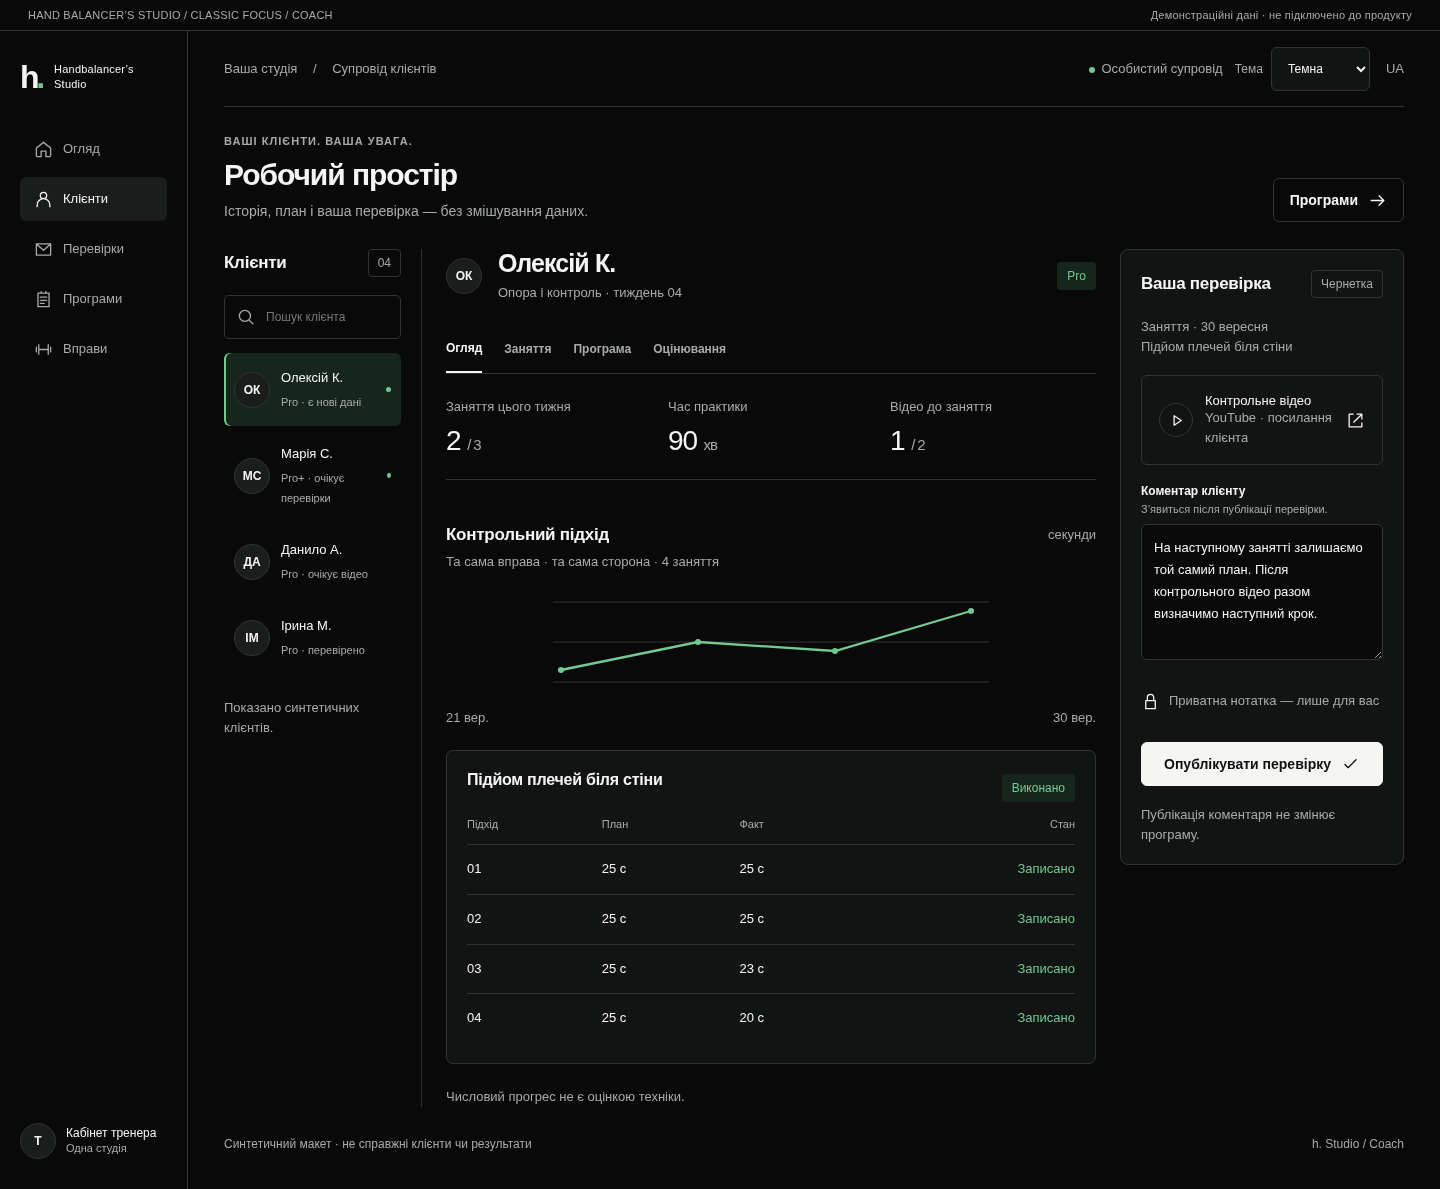 HAND BALANCER’S STUDIO / CLASSIC FOCUS / COACH
Демонстраційні дані · не підключено до продукту
h.
Handbalancer’s
Studio
Огляд
Клієнти
Перевірки
Програми
Вправи
Т
Кабінет тренера
Одна студія
Ваша студія / Супровід клієнтів
Особистий супровід
Тема
Темна
UA
ВАШІ КЛІЄНТИ. ВАША УВАГА.
Робочий простір
Історія, план і ваша перевірка — без змішування даних.
Програми
Клієнти
04
Пошук клієнта
ОК
Олексій К.
Pro · є нові дані
МС
Марія С.
Pro+ · очікує
перевірки
ДА
Данило А.
Pro · очікує відео
ІМ
Ірина М.
Pro · перевірено
Показано синтетичних
клієнтів.
ОК
Олексій К.
Опора і контроль · тиждень 04
Pro
Огляд
Заняття
Програма
Оцінювання
Заняття цього тижня
2 / 3
Час практики
90 хв
Відео до заняття
1 / 2
Контрольний підхід
секунди
Та сама вправа · та сама сторона · 4 заняття
21 вер.
30 вер.
Підйом плечей біля стіни
Виконано
Підхід План Факт Стан
01 25 с 25 с Записано
02 25 с 25 с Записано
03 25 с 23 с Записано
04 25 с 20 с Записано
Числовий прогрес не є оцінкою техніки.
Ваша перевірка
Чернетка
Заняття · 30 вересня
Підйом плечей біля стіни
Контрольне відео
YouTube · посилання
клієнта
Коментар клієнту
З’явиться після публікації перевірки.
На наступному занятті залишаємо
той самий план. Після
контрольного відео разом
визначимо наступний крок.
Приватна нотатка — лише для вас
Опублікувати перевірку
Публікація коментаря не змінює
програму.
Синтетичний макет · не справжні клієнти чи результати
h. Studio / Coach